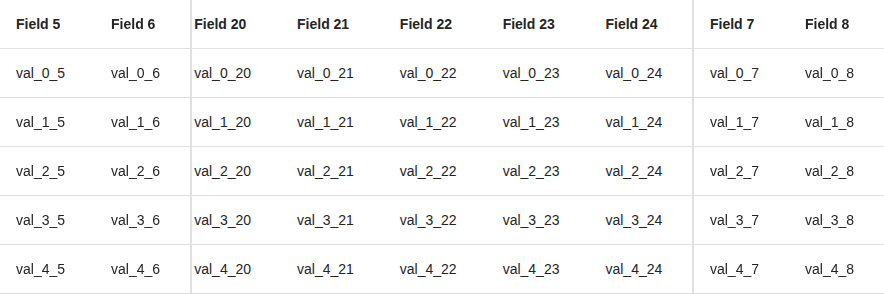 Field 5 Field 6 Field 20 Field 21 Field 22 Field 23 Field 24 Field 7 Field 8
val_0_5 val_0_6 val_0_20 val_0_21 val_0_22 val_0_23 val_0_24 val_0_7 val_0_8
val_1_5 val_1_6 val_1_20 val_1_21 val_1_22 val_1_23 val_1_24 val_1_7 val_1_8
val_2_5 val_2_6 val_2_20 val_2_21 val_2_22 val_2_23 val_2_24 val_2_7 val_2_8
val_3_5 val_3_6 val_3_20 val_3_21 val_3_22 val_3_23 val_3_24 val_3_7 val_3_8
val_4_5 val_4_6 val_4_20 val_4_21 val_4_22 val_4_23 val_4_24 val_4_7 val_4_8